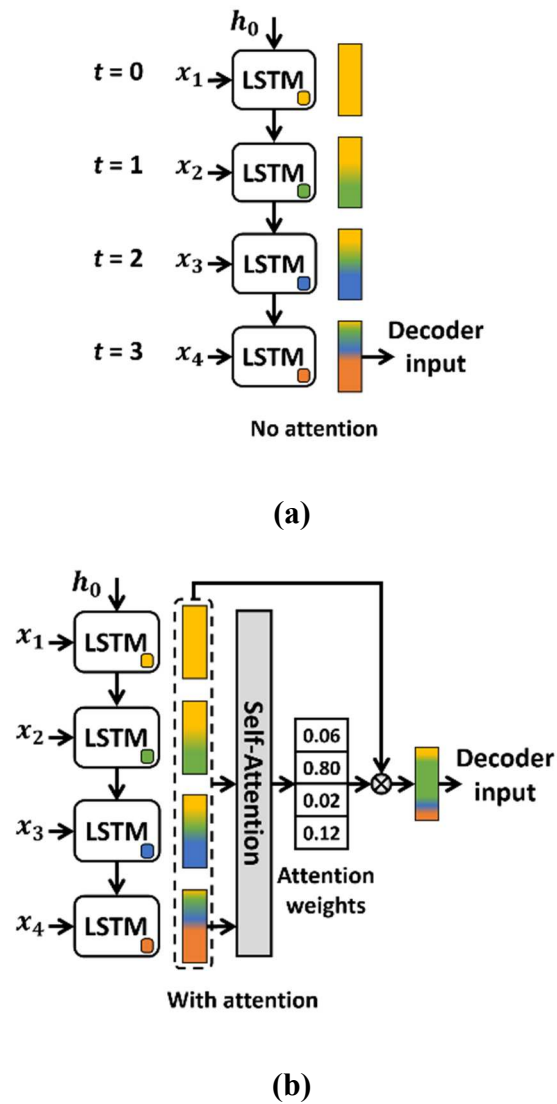 h₀
t = 0 x₁ LSTM
t = 1 x₂ LSTM
t = 2 x₃ LSTM
t = 3 x₄ LSTM
Decoder
input
No attention
(a)
h₀
x₁ LSTM
x₂ LSTM
x₃ LSTM
x₄ LSTM
Self-Attention
0.06
0.80
0.02
0.12
Attention
weights
Decoder
input
With attention
(b)